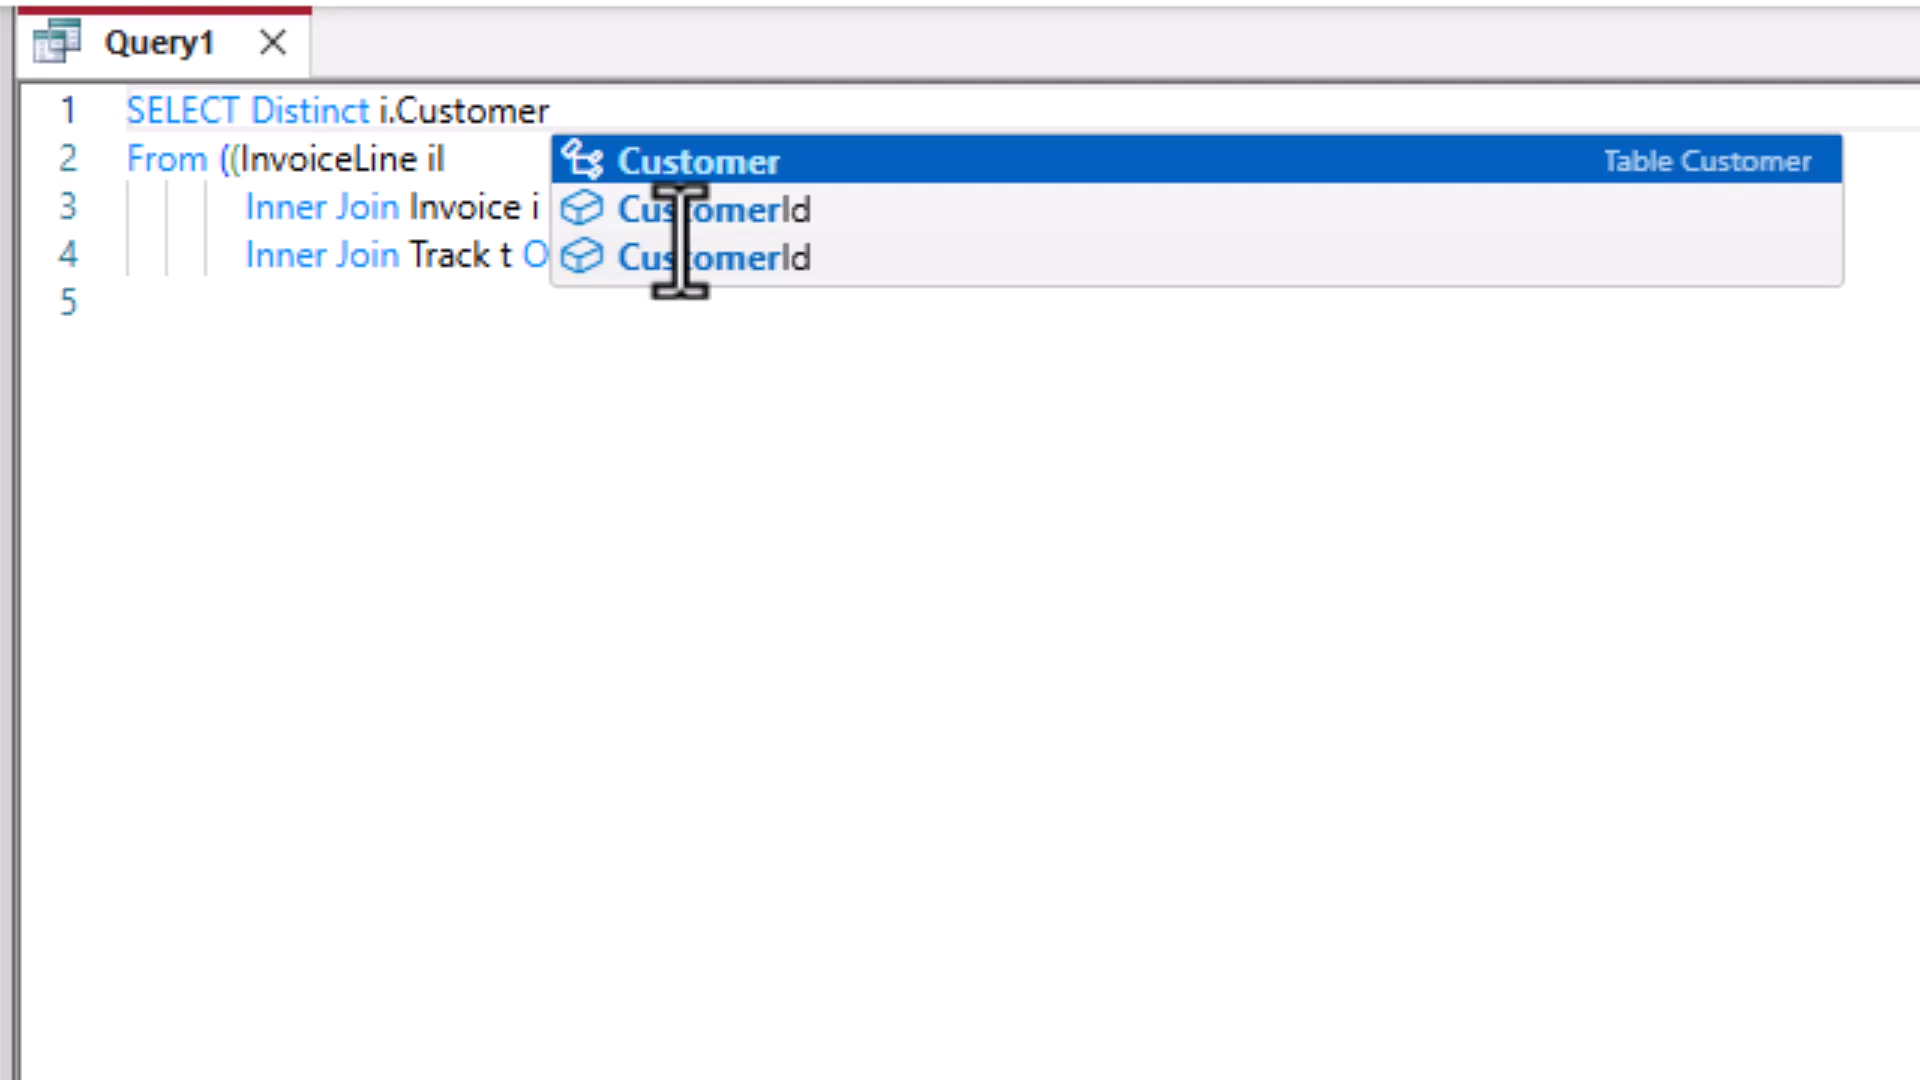 Query1
1 SELECT Distinct i.Customer
Customer Table Customer
2 From ((InvoiceLine il
CustomerId
3 Inner Join Invoice i
CustomerId
4 Inner Join Track t O
5